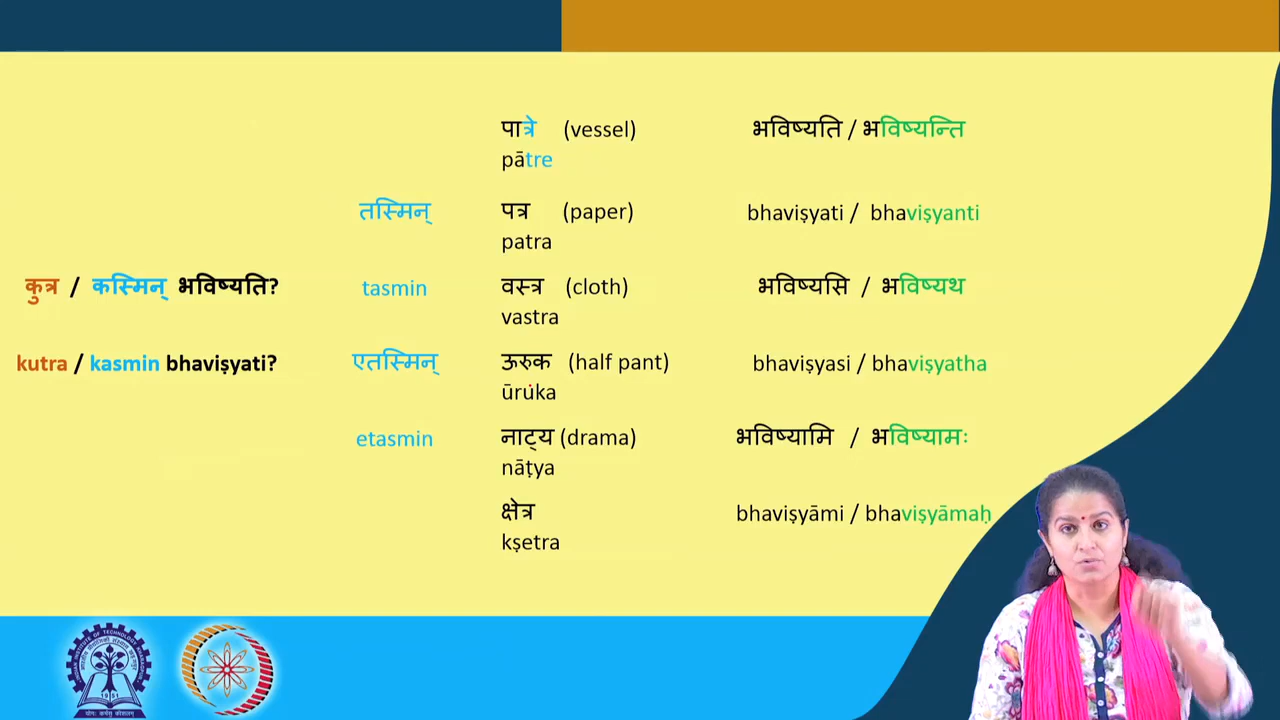 पात्रे (vessel) भविष्यति / भविष्यन्ति
pātre
तस्मिन् पत्र (paper) bhaviṣyati / bhaviṣyanti
patra
कुत्र / कस्मिन् भविष्यति? tasmin वस्त्र (cloth) भविष्यसि / भविष्यथ
vastra
kutra / kasmin bhaviṣyati? एतस्मिन् ऊरुक (half pant) bhaviṣyasi / bhaviṣyatha
ūruka
etasmin नाट्य (drama) भविष्यामि / भविष्यामः
nāṭya
क्षेत्र bhaviṣyāmi / bhaviṣyāmaḥ
kṣetra